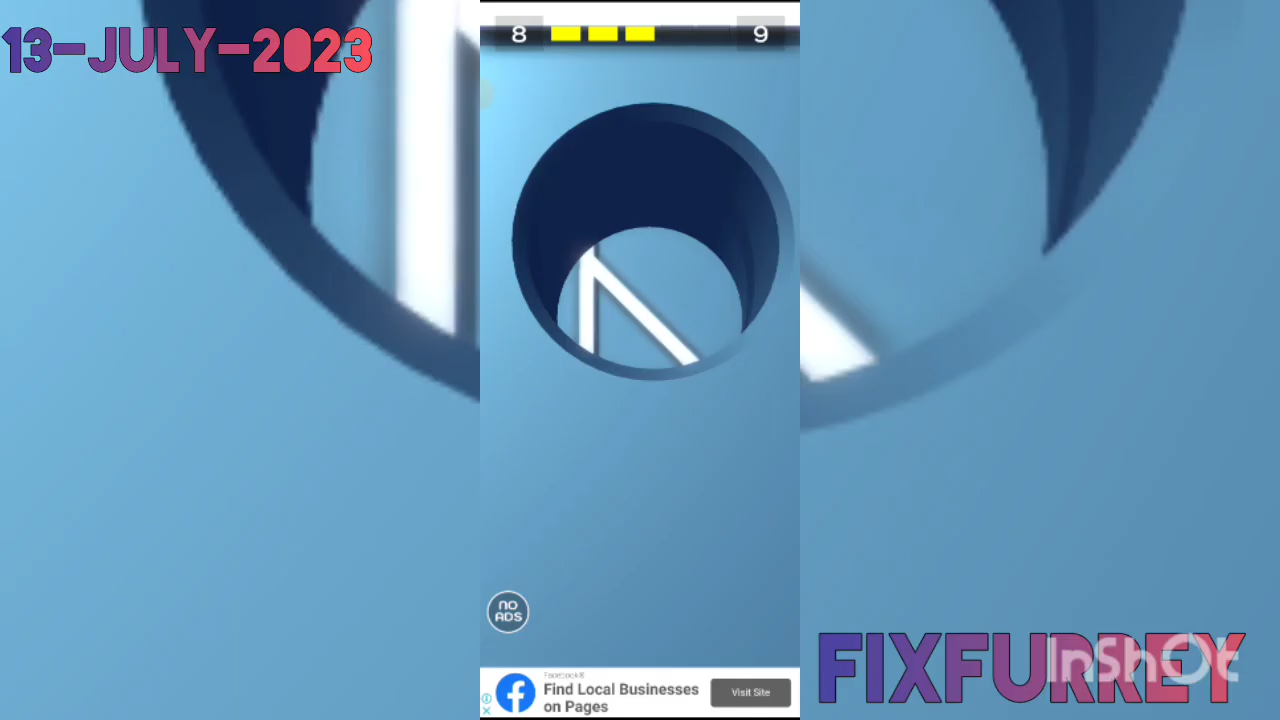 13-JULY-2023
8
9
NO
ADS
Facebook®
Find Local Businesses
on Pages
Visit Site
FIXFURREY
InShOt